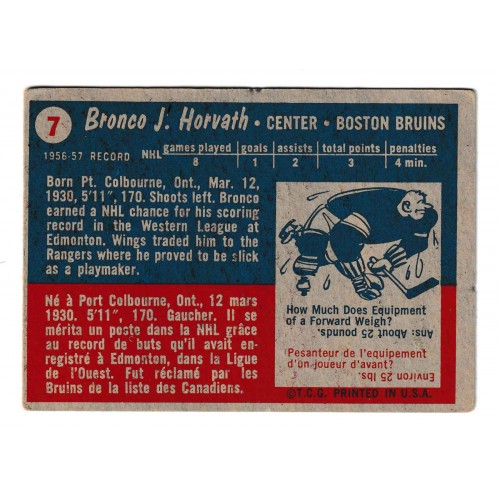 7 Bronco J. Horvath • CENTER • BOSTON BRUINS
1956-57 RECORD NHL games played 8 goals 1 assists 2 total points 3 penalties 4 min.
Born Pt. Colbourne, Ont., Mar. 12,
1930, 5'11", 170. Shoots left. Bronco
earned a NHL chance for his scoring
record in the Western League at
Edmonton. Wings traded him to the
Rangers where he proved to be slick
as a playmaker.
Né à Port Colbourne, Ont., 12 mars
1930. 5'11", 170. Gaucher. Il se
mérita un poste dans la NHL grâce
au record de buts qu'il avait en-
registré à Edmonton, dans la Ligue
de l'Ouest. Fut réclamé par les
Bruins de la liste des Canadiens.
How Much Does Equipment
of a Forward Weigh?
Ans: About 25 pounds.
Pesanteur de l'equipement
d'un joueur d'avant?
Environ 25 lbs.
©T.C.G. PRINTED IN U.S.A.